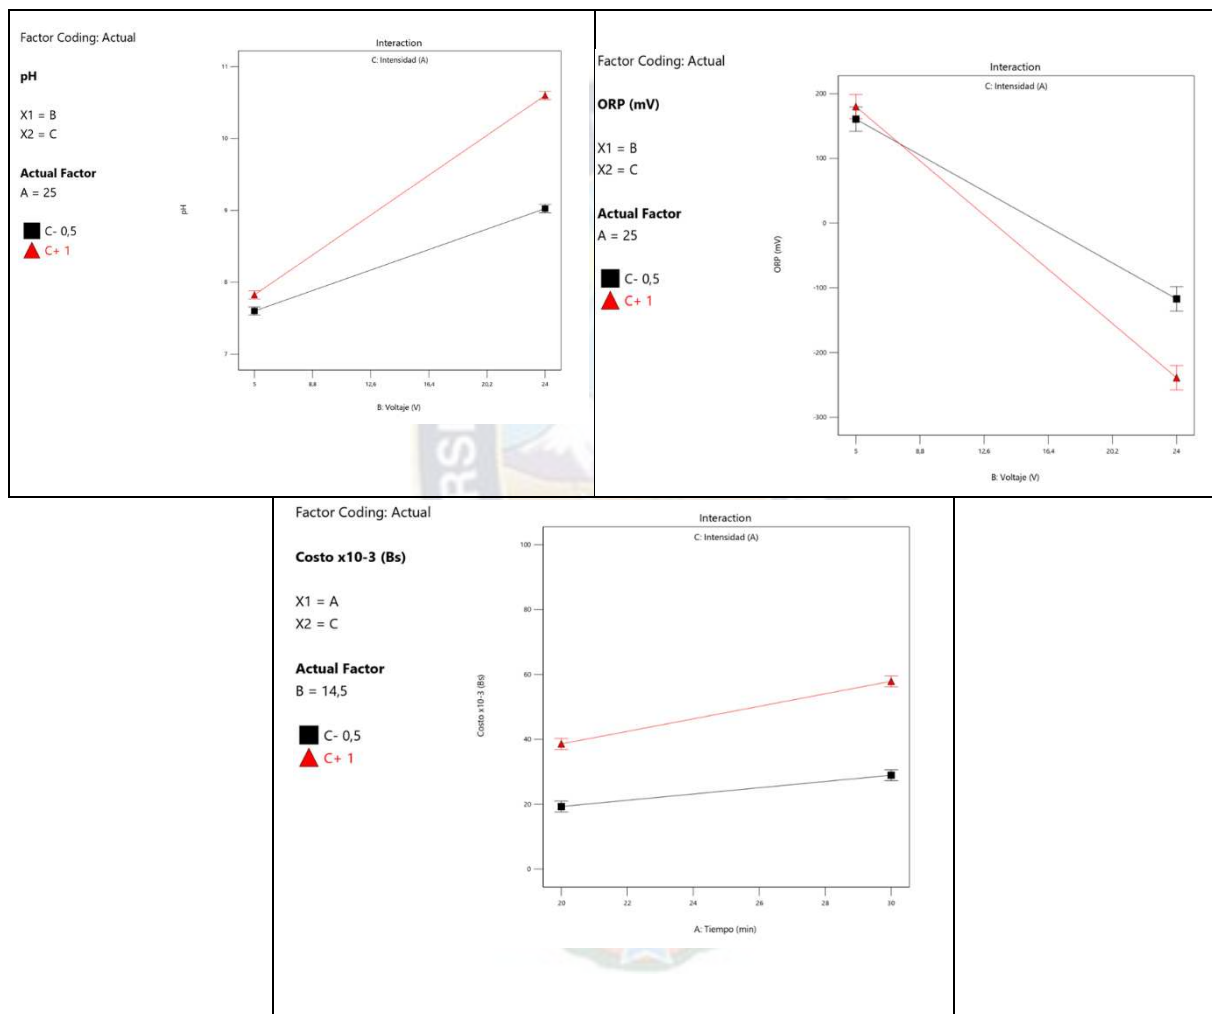 Factor Coding: Actual
pH
X1 = B
X2 = C
Actual Factor
A = 25
C- 0,5
C+ 1
Interaction
C: Intensidad (A)
pH
11
10
9
8
7
5 8,8 12,6 16,4 20,2 24
B: Voltaje (V)
Factor Coding: Actual
ORP (mV)
X1 = B
X2 = C
Actual Factor
A = 25
C- 0,5
C+ 1
Interaction
C: Intensidad (A)
ORP (mV)
200
100
0
-100
-200
-300
5 8,8 12,6 16,4 20,2 24
B: Voltaje (V)
RSI
Factor Coding: Actual
Costo x10-3 (Bs)
X1 = A
X2 = C
Actual Factor
B = 14,5
C- 0,5
C+ 1
Interaction
C: Intensidad (A)
Costo x10-3 (Bs)
100
80
60
40
20
0
20 22 24 26 28 30
A: Tiempo (min)